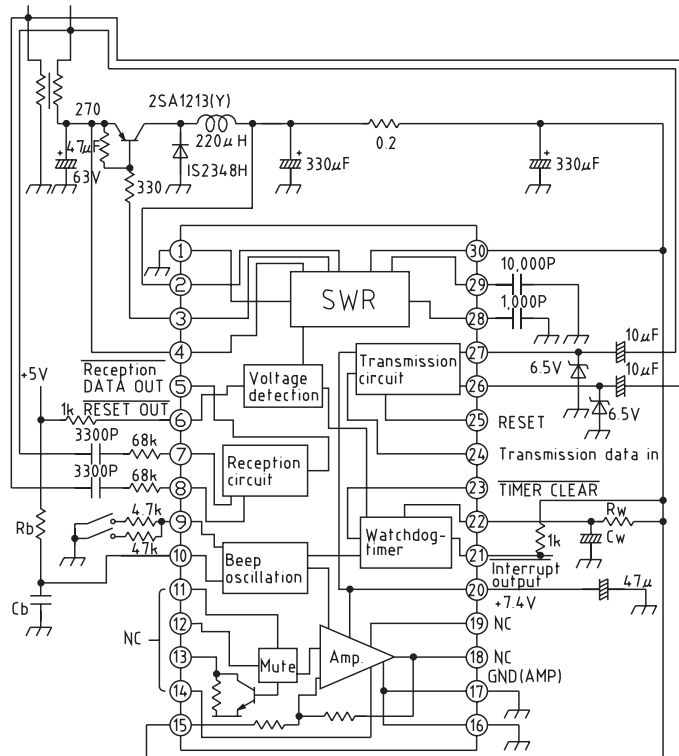 2SA1213(Y)
270
220μH
47μF
63V
IS2348H
330
330μF
0.2
330μF
1
2
3
4
5
6
7
8
9
10
11
12
13
14
15
30
29
28
27
26
25
24
23
22
21
20
19
18
17
16
SWR
10,000P
1,000P
10μF
10μF
6.5V
6.5V
Reception
DATA OUT
+5V
RESET OUT
1k
3300P
68k
3300P
68k
Voltage
detection
Transmission
circuit
Reception
circuit
RESET
Transmission data in
TIMER CLEAR
4.7k
47k
Rb
Cb
Beep
oscillation
Watchdog-
timer
Rw
Cw
1k
Interrupt
output
+7.4V
47μ
NC
Mute
Amp.
NC
NC
GND(AMP)